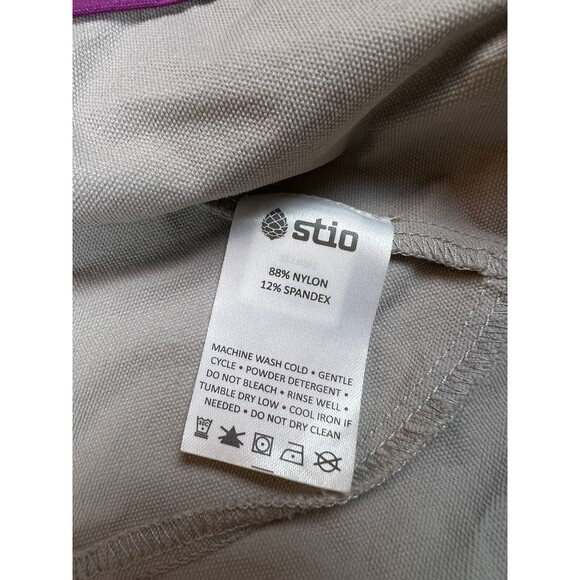 stio
88% NYLON
12% SPANDEX
MACHINE WASH COLD • GENTLE
CYCLE • POWDER DETERGENT •
DO NOT BLEACH • RINSE WELL •
TUMBLE DRY LOW • COOL IRON IF
NEEDED • DO NOT DRY CLEAN